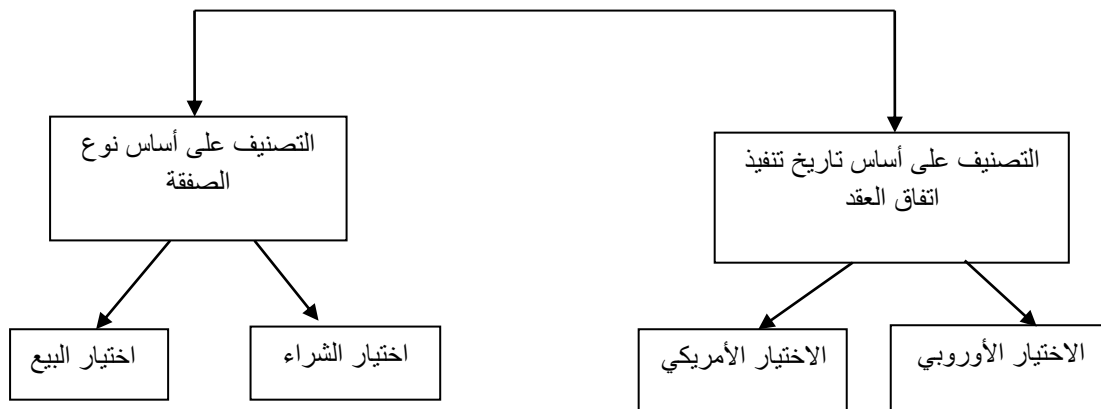 التصنيف على أساس تاريخ تنفيذ
اتفاق العقد
التصنيف على أساس نوع
الصفقة
الاختيار الأوروبي
الاختيار الأمريكي
اختيار الشراء
اختيار البيع